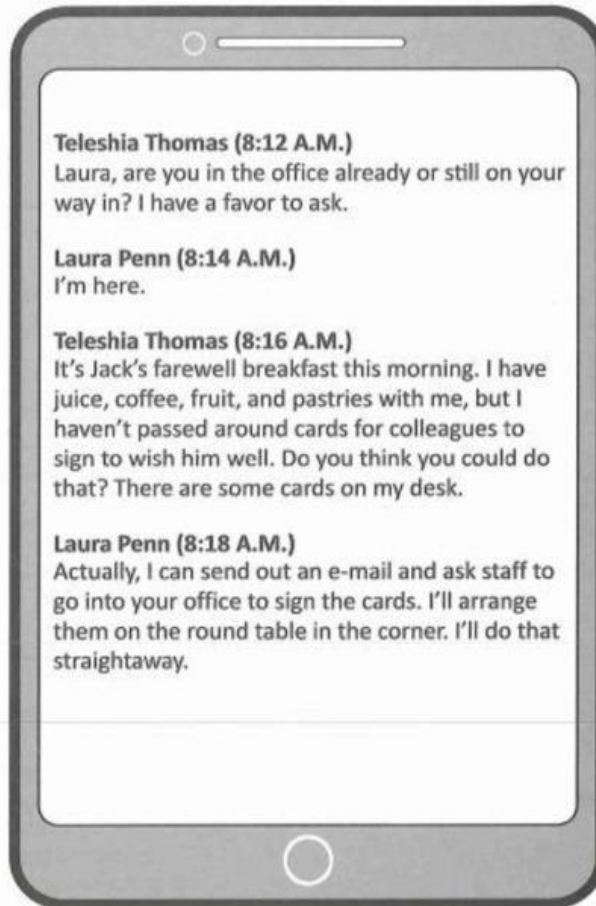 Teleshia Thomas (8:12 A.M.)
Laura, are you in the office already or still on your
way in? I have a favor to ask.
Laura Penn (8:14 A.M.)
I'm here.
Teleshia Thomas (8:16 A.M.)
It's Jack's farewell breakfast this morning. I have
juice, coffee, fruit, and pastries with me, but I
haven't passed around cards for colleagues to
sign to wish him well. Do you think you could do
that? There are some cards on my desk.
Laura Penn (8:18 A.M.)
Actually, I can send out an e-mail and ask staff to
go into your office to sign the cards. I'll arrange
them on the round table in the corner. I'll do that
straightaway.